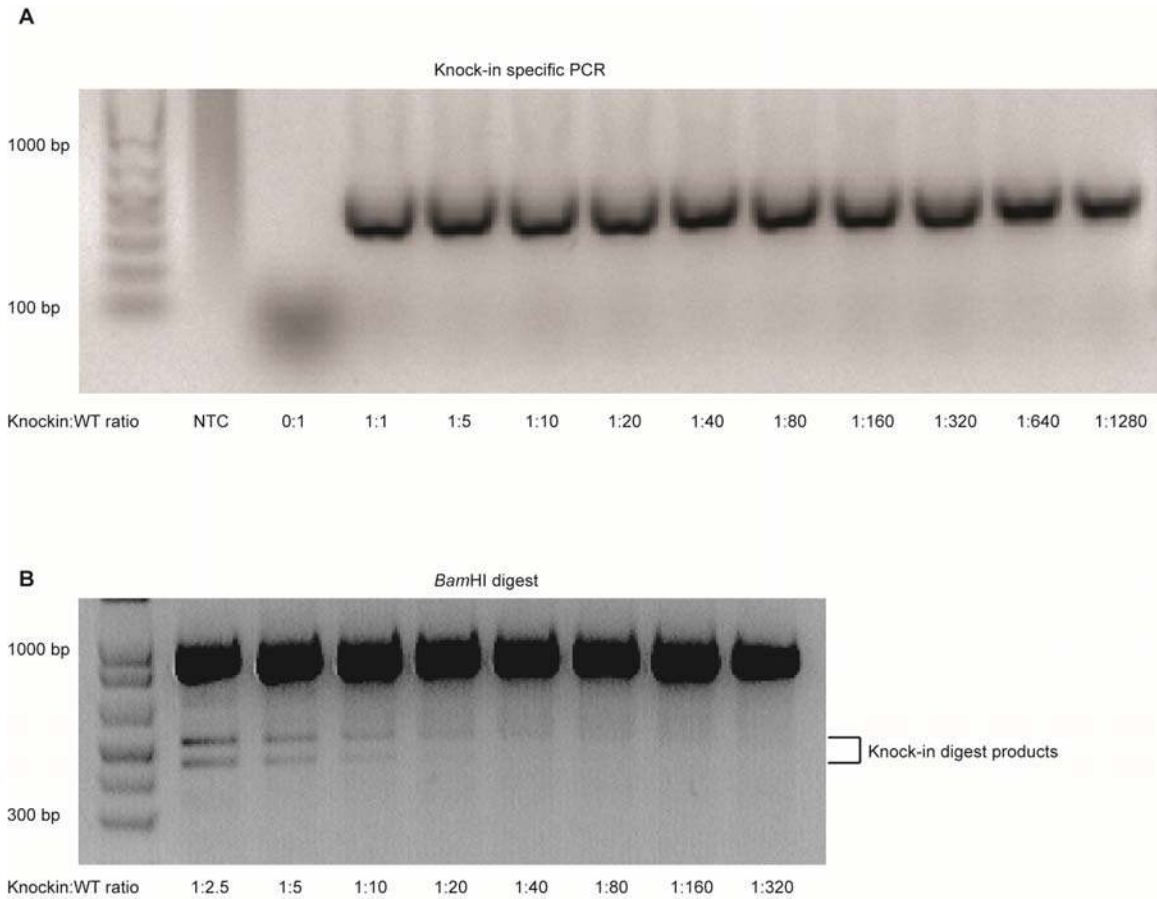 A
Knock-in specific PCR
1000 bp
100 bp
Knockin:WT ratio NTC 0:1 1:1 1:5 1:10 1:20 1:40 1:80 1:160 1:320 1:640 1:1280
B
BamHI digest
1000 bp
Knock-in digest products
300 bp
Knockin:WT ratio 1:2.5 1:5 1:10 1:20 1:40 1:80 1:160 1:320